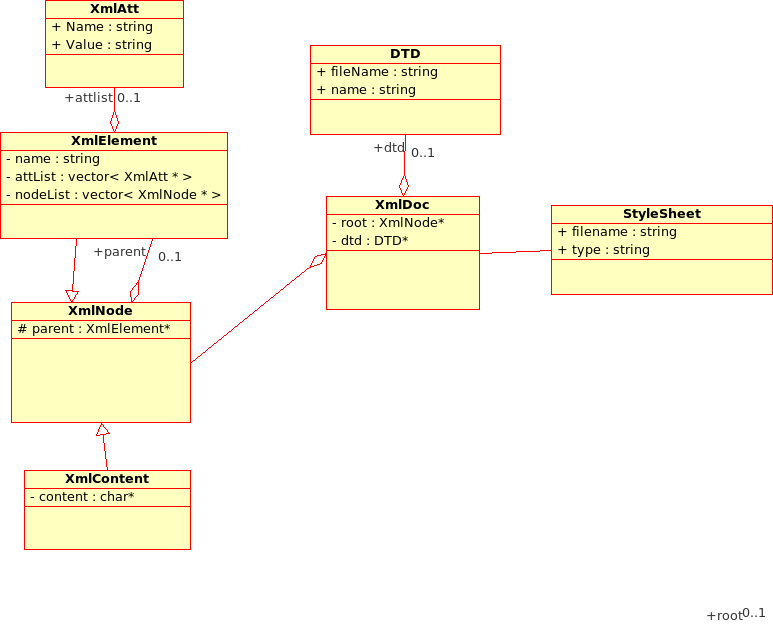 XmlAtt
+ Name : string
+ Value : string
+attlist 0..1
XmlElement
- name : string
- attList : vector< XmlAtt * >
- nodeList : vector< XmlNode * >
+parent 0..1
XmlNode
# parent : XmlElement*
XmlContent
- content : char*
DTD
+ fileName : string
+ name : string
+dtd 0..1
XmlDoc
- root : XmlNode*
- dtd : DTD*
StyleSheet
+ filename : string
+ type : string
+root 0..1